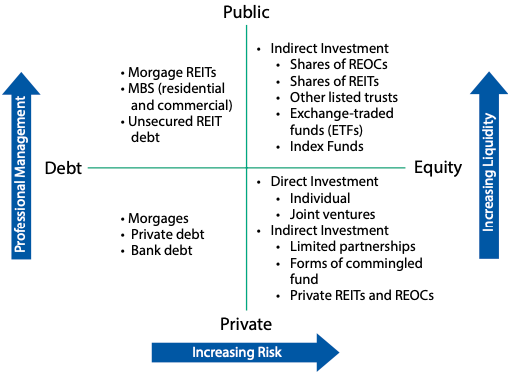 Public
• Morgage REITs
• MBS (residential
and commercial)
• Unsecured REIT
debt
• Indirect Investment
• Shares of REOCs
• Shares of REITs
• Other listed trusts
• Exchange-traded
funds (ETFs)
• Index Funds
Professional Management
Debt
Equity
Increasing Liquidity
• Mortgages
• Private debt
• Bank debt
• Direct Investment
• Individual
• Joint ventures
• Indirect Investment
• Limited partnerships
• Forms of commingled
fund
• Private REITs and REOCs
Private
Increasing Risk